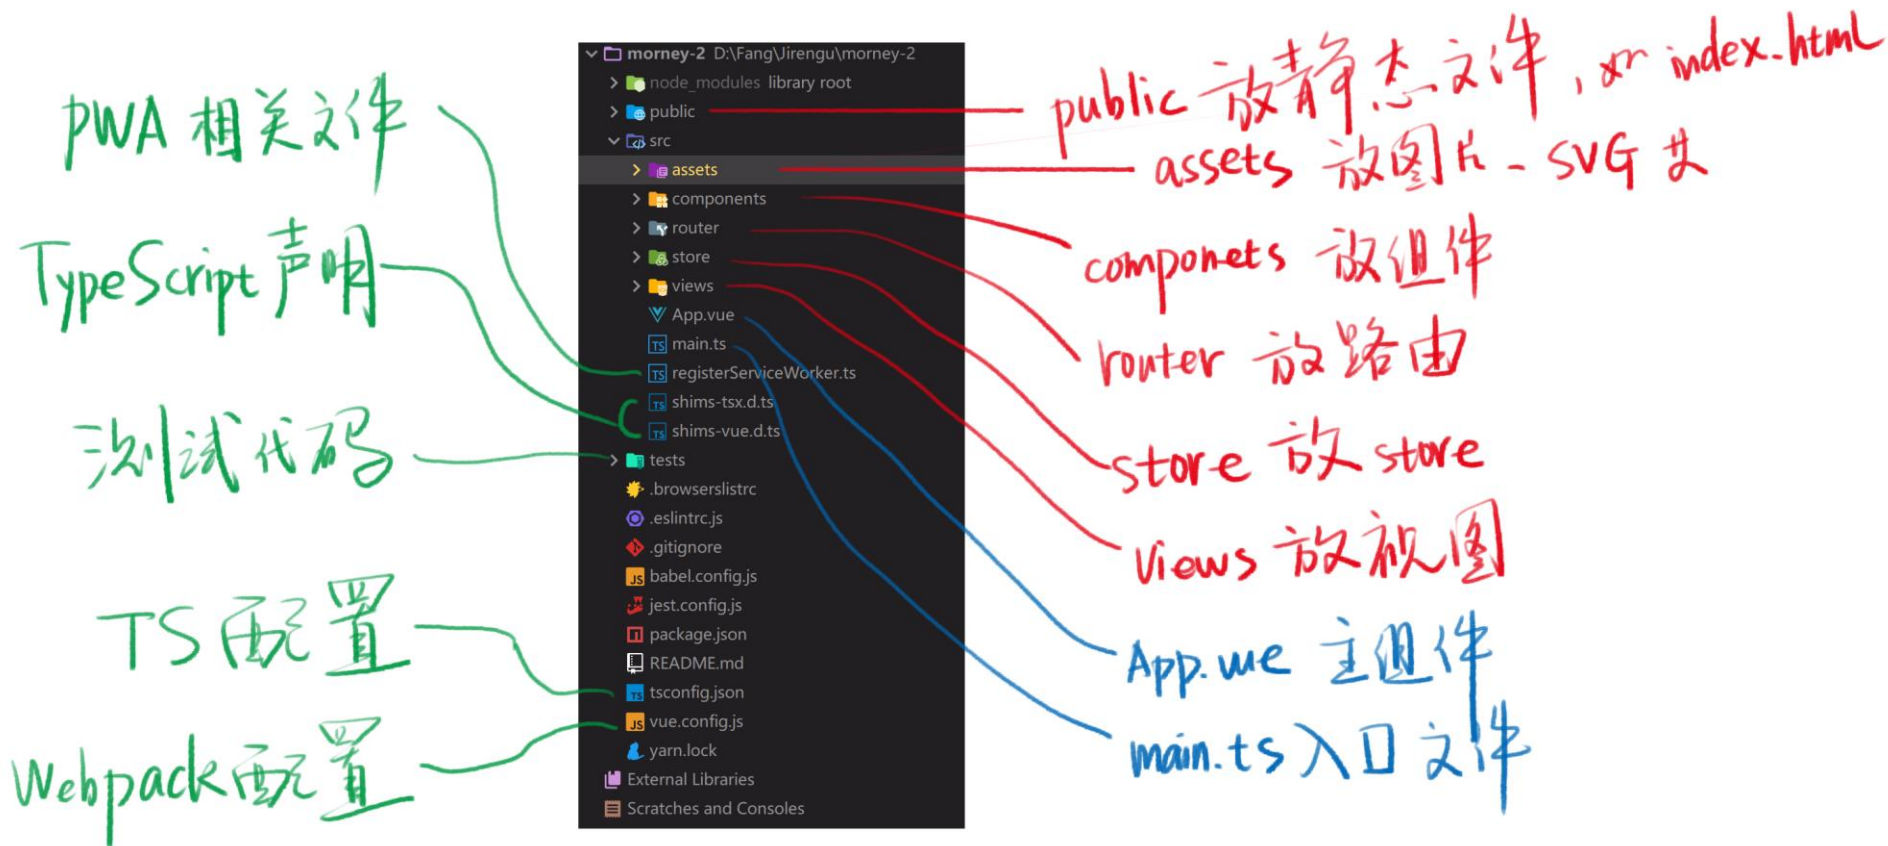 PWA 相关文件
TypeScript 声明
测试代码
TS 配置
Webpack 配置
morney-2 D:\Fang\Jirengu\morney-2
node_modules library root
public
src
assets
components
router
store
views
App.vue
main.ts
registerServiceWorker.ts
shims-tsx.d.ts
shims-vue.d.ts
tests
.browserslistrc
.eslintrc.js
.gitignore
babel.config.js
jest.config.js
package.json
README.md
tsconfig.json
vue.config.js
yarn.lock
External Libraries
Scratches and Consoles
public 放静态文件,如 index.html
assets 放图片、SVG 等
componets 放组件
router 放路由
store 放 store
views 放视图
App.vue 主组件
main.ts 入口文件